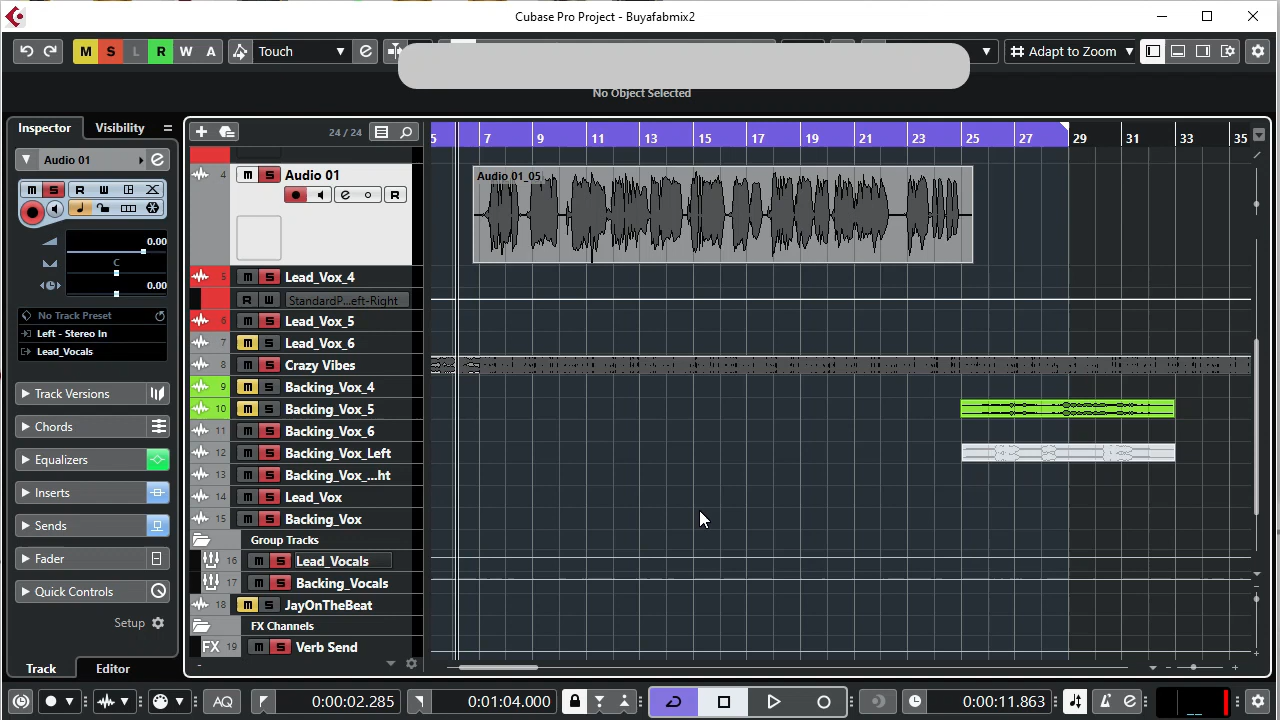 Cubase Pro Project - Buyafabmix2
M S L R W A Touch Adapt to Zoom
No Object Selected
Inspector Visibility
24 / 24
5 7 9 11 13 15 17 19 21 23 25 27 29 31 33 35
Audio 01
M S R W
0.00
C
0.00
No Track Preset
Left - Stereo In
Lead_Vocals
Track Versions
Chords
Equalizers
Inserts
Sends
Fader
Quick Controls
Setup
Track Editor
4 M S Audio 01
R
Audio 01_05
5 M S Lead_Vox_4
R W StandardP...eft-Right
6 M S Lead_Vox_5
7 M S Lead_Vox_6
8 M S Crazy Vibes
9 M S Backing_Vox_4
10 M S Backing_Vox_5
11 M S Backing_Vox_6
12 M S Backing_Vox_Left
13 M S Backing_Vox_...ht
14 M S Lead_Vox
15 M S Backing_Vox
Group Tracks
16 M S Lead_Vocals
17 M S Backing_Vocals
18 M S JayOnTheBeat
FX Channels
FX 19 M S Verb Send
AQ 0:00:02.285 0:01:04.000 0:00:11.863